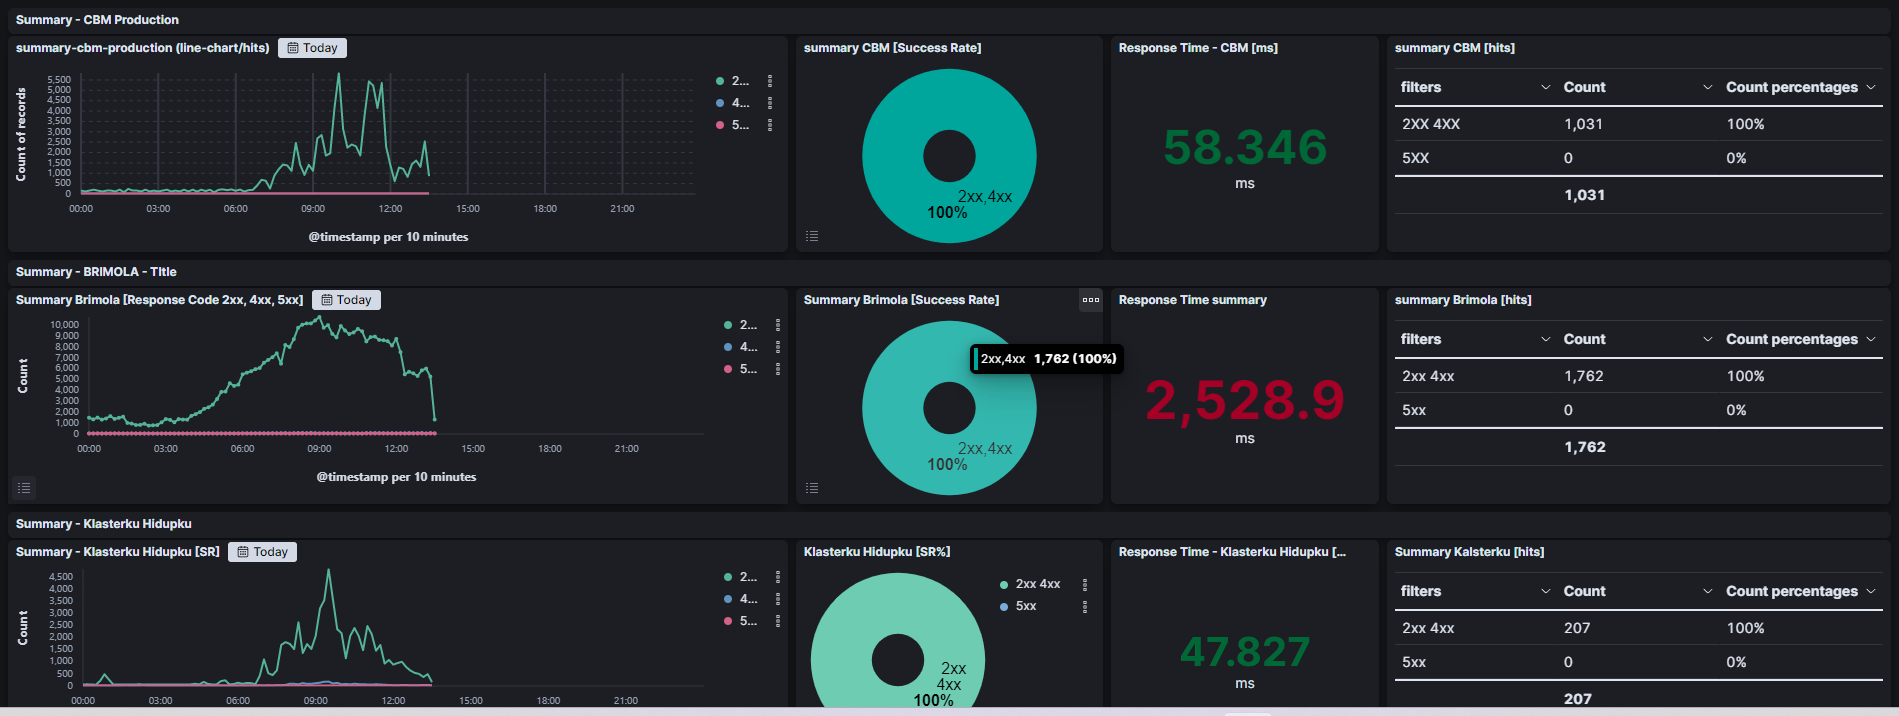 Summary - CBM Production
summary-cbm-production (line-chart/hits) Today
5,500
5,000
4,500
4,000
3,500
3,000
2,500
2,000
1,500
1,000
500
0
Count of records
00:00 03:00 06:00 09:00 12:00 15:00 18:00 21:00
@timestamp per 10 minutes
2...
4...
5...
summary CBM [Success Rate]
2xx,4xx
100%
Response Time - CBM [ms]
58.346
ms
summary CBM [hits]
filters Count Count percentages
2XX 4XX 1,031 100%
5XX 0 0%
1,031
Summary - BRIMOLA - TItle
Summary Brimola [Response Code 2xx, 4xx, 5xx] Today
10,000
9,000
8,000
7,000
6,000
5,000
4,000
3,000
2,000
1,000
0
Count
00:00 03:00 06:00 09:00 12:00 15:00 18:00 21:00
@timestamp per 10 minutes
2...
4...
5...
Summary Brimola [Success Rate]
2xx,4xx 1,762 (100%)
2xx,4xx
100%
Response Time summary
2,528.9
ms
summary Brimola [hits]
filters Count Count percentages
2xx 4xx 1,762 100%
5xx 0 0%
1,762
Summary - Klasterku Hidupku
Summary - Klasterku Hidupku [SR] Today
4,500
4,000
3,500
3,000
2,500
2,000
1,500
1,000
500
0
Count
00:00 03:00 06:00 09:00 12:00 15:00 18:00 21:00
2...
4...
5...
Klasterku Hidupku [SR%]
2xx 4xx
5xx
2xx
4xx
100%
Response Time - Klasterku Hidupku [...
47.827
ms
Summary Kalsterku [hits]
filters Count Count percentages
2xx 4xx 207 100%
5xx 0 0%
207